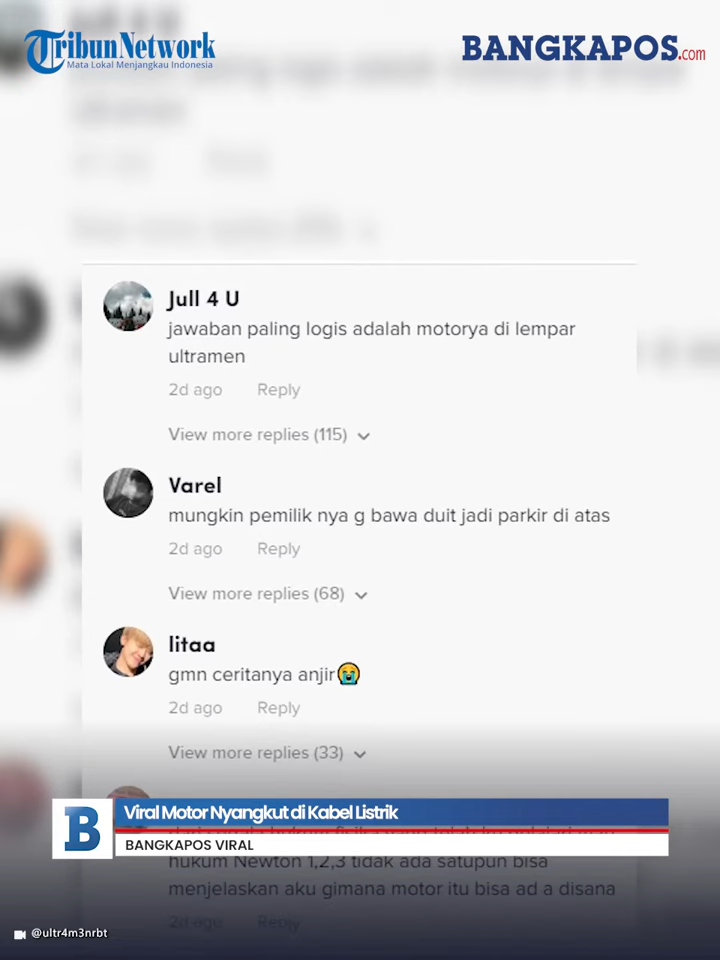 TribunNetwork
Mata Lokal Menjangkau Indonesia
BANGKAPOS.com
Jull 4 U
jawaban paling logis adalah motorya di lempar
ultramen
2d ago Reply
View more replies (115)
Varel
mungkin pemilik nya g bawa duit jadi parkir di atas
2d ago Reply
View more replies (68)
litaa
gmn ceritanya anjir😭
2d ago Reply
View more replies (33)
Viral Motor Nyangkut di Kabel Listrik
BANGKAPOS VIRAL
hukum Newton 1,2,3 tidak ada satupun bisa
menjelaskan aku gimana motor itu bisa ad a disana
2d ago Reply
@ultr4m3nrbt